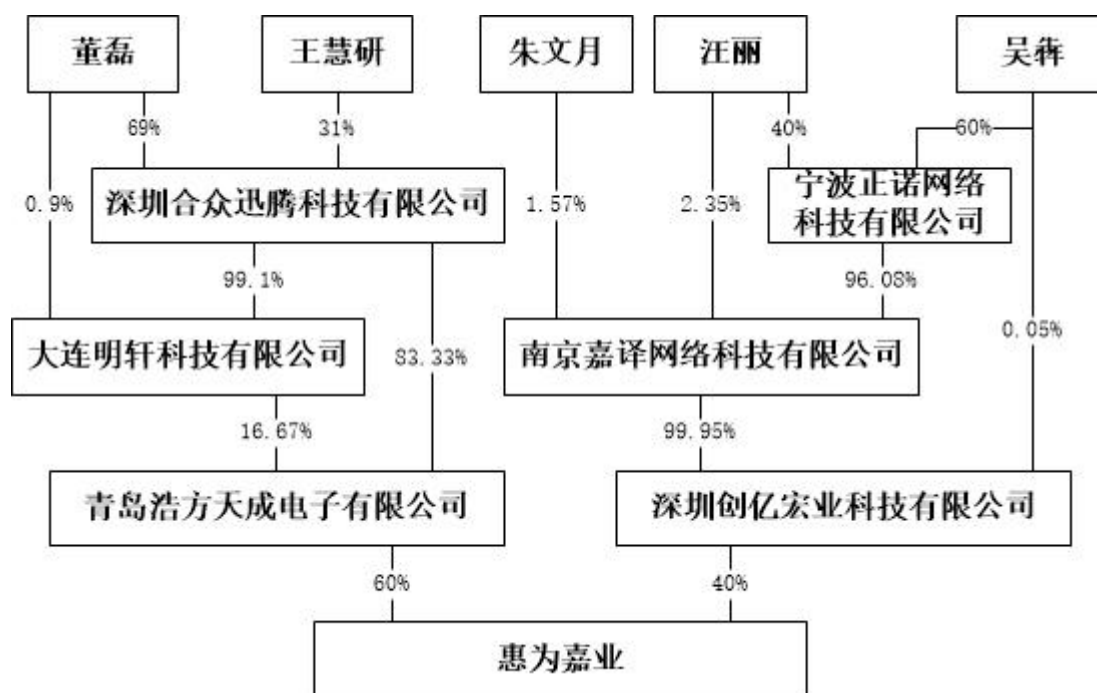 董磊
王慧研
朱文月
汪丽
吴犇
69%
31%
40%
60%
0.9%
深圳合众迅腾科技有限公司
1.57%
2.35%
宁波正诺网络
科技有限公司
99.1%
96.08%
0.05%
大连明轩科技有限公司
83.33%
南京嘉译网络科技有限公司
16.67%
99.95%
青岛浩方天成电子有限公司
深圳创亿宏业科技有限公司
60%
40%
惠为嘉业